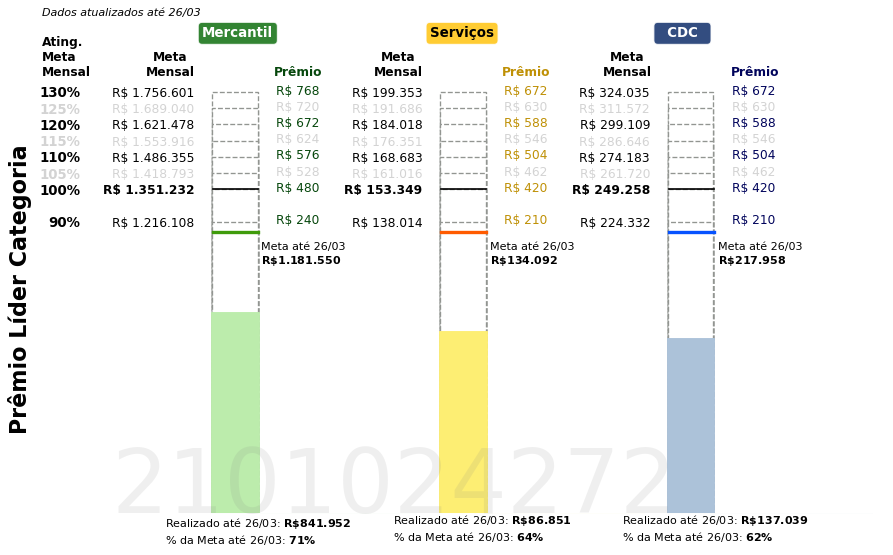 Dados atualizados até 26/03
Mercantil Serviços CDC
Ating. Meta Mensal Meta Mensal Prêmio Meta Mensal Prêmio Meta Mensal Prêmio
130% R$ 1.756.601 R$ 768 R$ 199.353 R$ 672 R$ 324.035 R$ 672
125% R$ 1.689.040 R$ 720 R$ 191.686 R$ 630 R$ 311.572 R$ 630
120% R$ 1.621.478 R$ 672 R$ 184.018 R$ 588 R$ 299.109 R$ 588
115% R$ 1.553.916 R$ 624 R$ 176.351 R$ 546 R$ 286.646 R$ 546
110% R$ 1.486.355 R$ 576 R$ 168.683 R$ 504 R$ 274.183 R$ 504
105% R$ 1.418.793 R$ 528 R$ 161.016 R$ 462 R$ 261.720 R$ 462
100% R$ 1.351.232 R$ 480 R$ 153.349 R$ 420 R$ 249.258 R$ 420
90% R$ 1.216.108 R$ 240 R$ 138.014 R$ 210 R$ 224.332 R$ 210
Meta até 26/03 Meta até 26/03 Meta até 26/03
R$1.181.550 R$134.092 R$217.958
Prêmio Líder Categoria
2101024272
Realizado até 26/03: R$841.952 Realizado até 26/03: R$86.851 Realizado até 26/03: R$137.039
% da Meta até 26/03: 71% % da Meta até 26/03: 64% % da Meta até 26/03: 62%